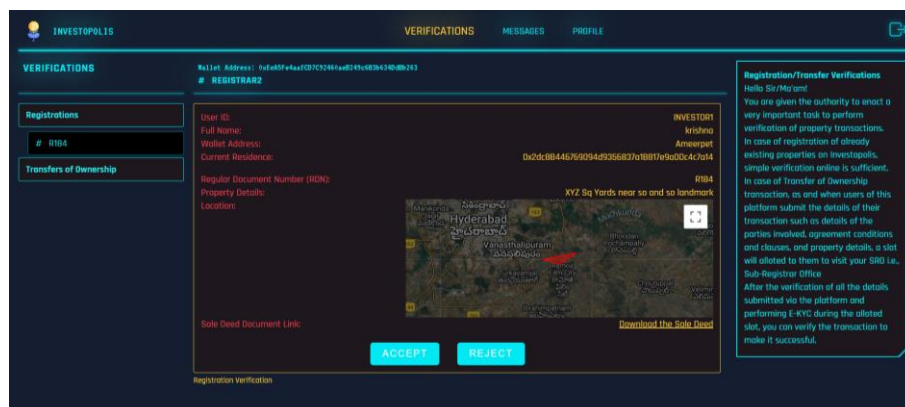 INVESTOPOLIS
VERIFICATIONS
MESSAGES
PROFILE
VERIFICATIONS
Registrations
# R184
Transfers of Ownership
Wallet Address:
# REGISTRAR2
User ID: INVESTOR1
Full Name: krishna
Wallet Address: Ameerpet
Current Residence:
Regular Document Number (RDN): R184
Property Details: XYZ Sq Yards near so and so landmark
Location:
Hyderabad
హైదరాబాద్
Vanasthalipuram
Sale Deed Document Link: Download the Sale Deed
ACCEPT
REJECT
Registration Verification
Registration/Transfer Verifications
Hello Sir/Ma'am!
You are given the authority to enact a
very important task to perform
verification of property transactions.
In case of registration of already
existing properties on Investopolis,
simple verification online is sufficient.
In case of Transfer of Ownership
transaction, as and when users of this
platform submit the details of their
transaction such as details of the
parties involved, agreement conditions
and clauses, and property details, a slot
will alloted to them to visit your SRO i.e.,
Sub-Registrar Office
After the verification of all the details
submitted via the platform and
performing E-KYC during the alloted
slot, you can verify the transaction to
make it successful.